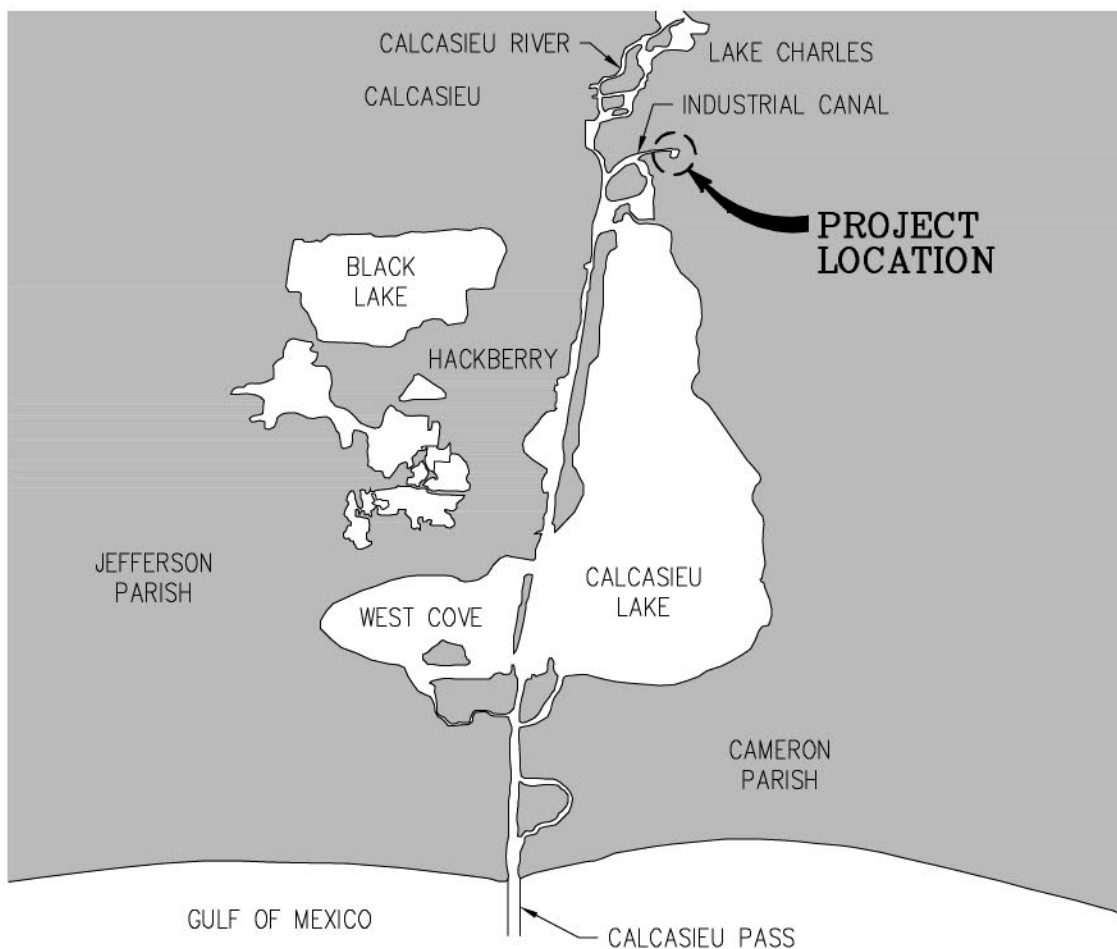 CALCASIEU RIVER
LAKE CHARLES
CALCASIEU
INDUSTRIAL CANAL
PROJECT
LOCATION
BLACK
LAKE
HACKBERRY
JEFFERSON
PARISH
CALCASIEU
LAKE
WEST COVE
CAMERON
PARISH
GULF OF MEXICO
CALCASIEU PASS